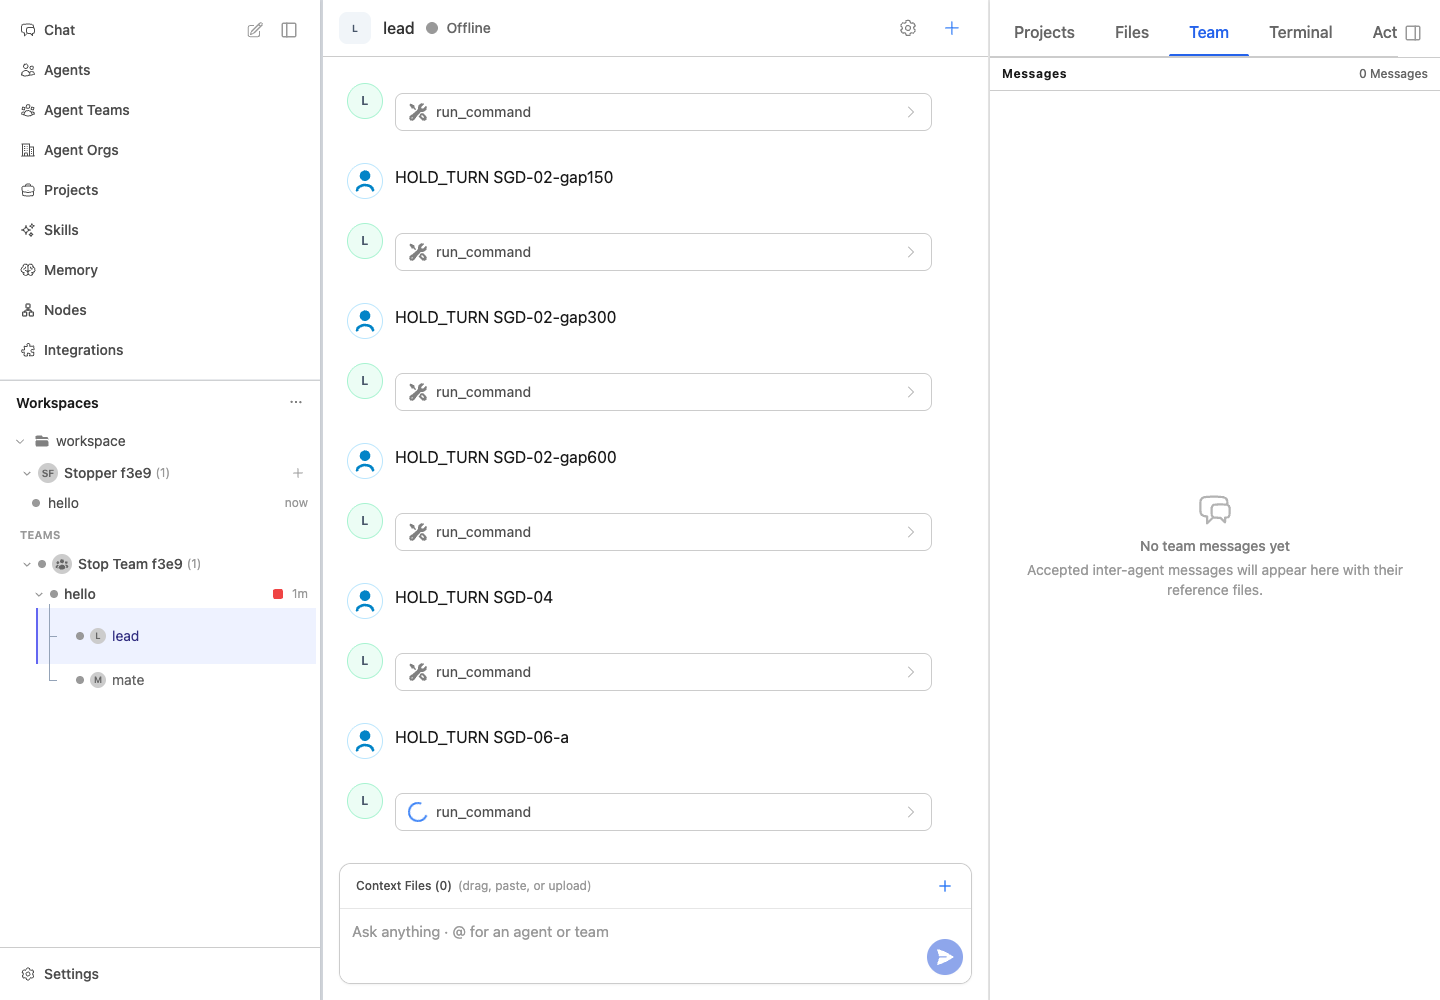 Chat
Agents
Agent Teams
Agent Orgs
Projects
Skills
Memory
Nodes
Integrations
Workspaces
workspace
SF Stopper f3e9 (1)
hello now
TEAMS
Stop Team f3e9 (1)
hello 1m
L lead
M mate
Settings
L lead Offline
L run_command
HOLD_TURN SGD-02-gap150
L run_command
HOLD_TURN SGD-02-gap300
L run_command
HOLD_TURN SGD-02-gap600
L run_command
HOLD_TURN SGD-04
L run_command
HOLD_TURN SGD-06-a
L run_command
Context Files (0) (drag, paste, or upload)
Ask anything · @ for an agent or team
Projects Files Team Terminal Act
Messages 0 Messages
No team messages yet
Accepted inter-agent messages will appear here with their
reference files.